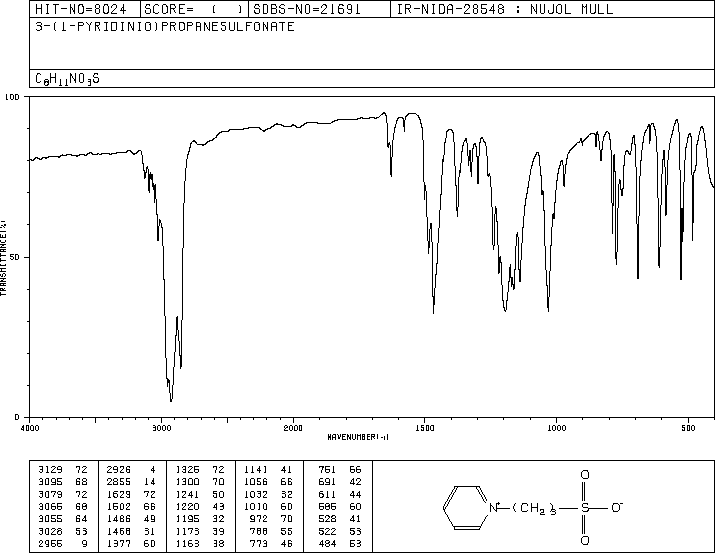 HIT-NO=8024 SCORE= ( ) SDBS-NO=21691 IR-NIDA-28548 : NUJOL MULL
3-(1-PYRIDINIO)PROPANESULFONATE
C8H11NO3S
100
50
0
TRANSMITTANCE(%)
4000 3000 2000 1500 1000 500
WAVENUMBER(-1)
3129 72 2926 4 1326 72 1141 41 751 66
3095 68 2855 14 1300 70 1056 66 691 42
3079 72 1629 72 1241 50 1032 32 611 44
3066 68 1502 66 1220 43 1010 60 586 60
3055 64 1486 49 1195 32 972 70 528 41
3028 53 1468 31 1173 39 788 55 522 53
2956 9 1377 60 1163 38 773 46 484 53
N+ (CH2)3 S O- O O